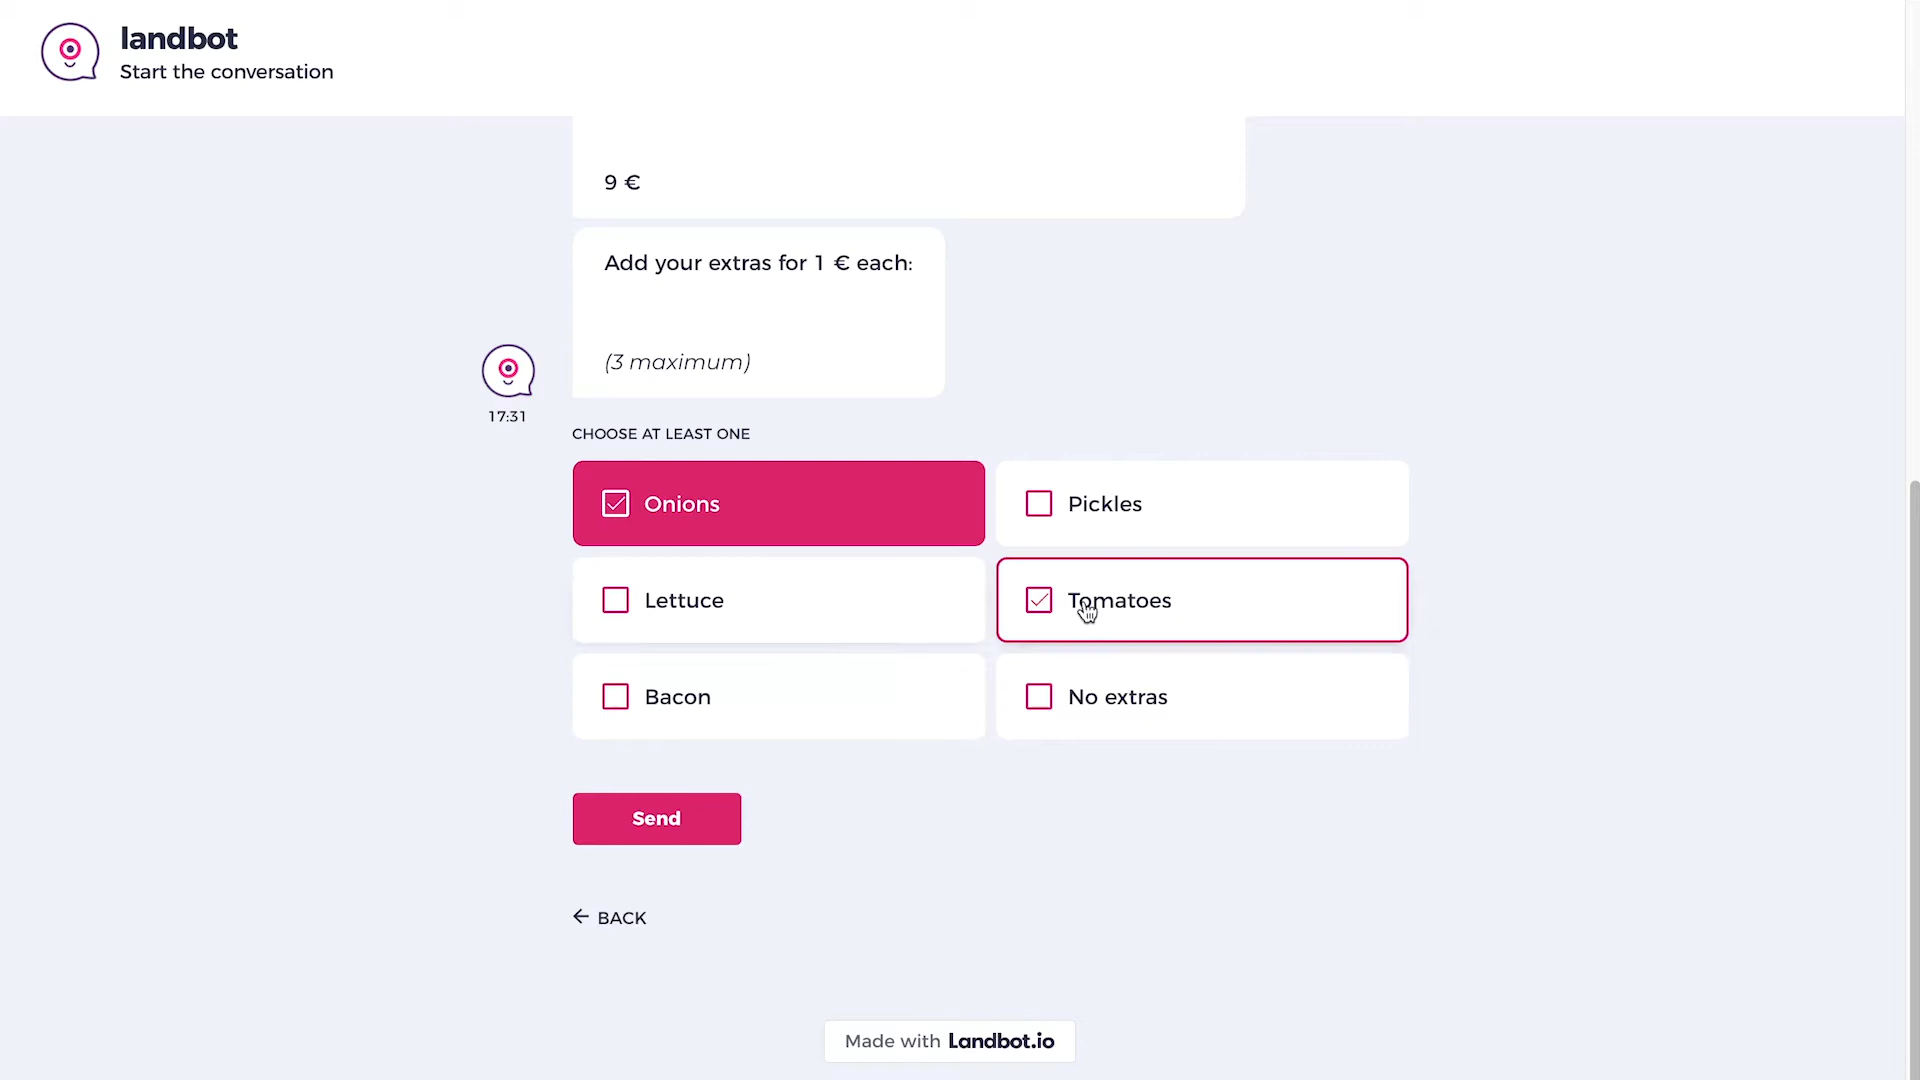 landbot
Start the conversation
9 €
Add your extras for 1 € each:
(3 maximum)
17:31
CHOOSE AT LEAST ONE
Onions
Pickles
Lettuce
Tomatoes
Bacon
No extras
Send
← BACK
Made with Landbot.io